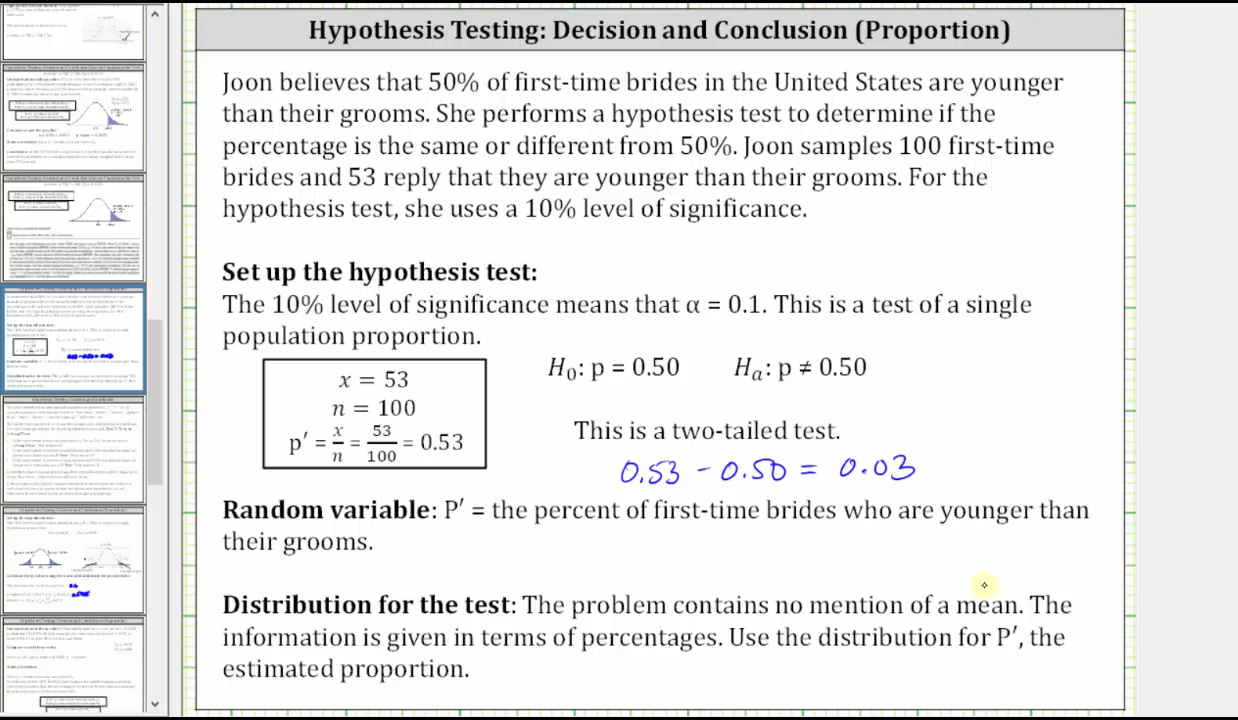 Hypothesis Testing: Decision and Conclusion (Proportion)
Joon believes that 50% of first-time brides in the United States are younger
than their grooms. She performs a hypothesis test to determine if the
percentage is the same or different from 50%. Joon samples 100 first-time
brides and 53 reply that they are younger than their grooms. For the
hypothesis test, she uses a 10% level of significance.
Set up the hypothesis test:
The 10% level of significance means that α = 0.1. This is a test of a single
population proportion.
x = 53
n = 100
p′ = x/n = 53/100 = 0.53
H₀: p = 0.50 Hₐ: p ≠ 0.50
This is a two-tailed test.
0.53 - 0.50 = 0.03
Random variable: P′ = the percent of first-time brides who are younger than
their grooms.
Distribution for the test: The problem contains no mention of a mean. The
information is given in terms of percentages. Use the distribution for P′, the
estimated proportion.